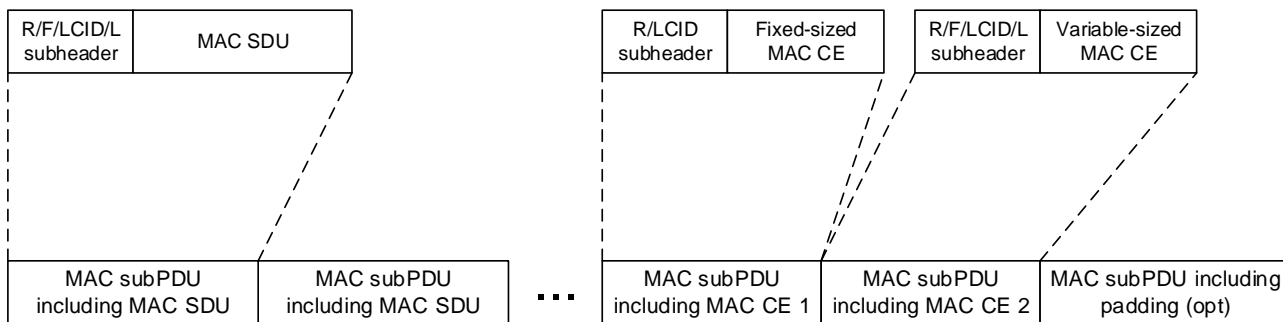 R/F/LCID/L
subheader
MAC SDU
R/LCID
subheader
Fixed-sized
MAC CE
R/F/LCID/L
subheader
Variable-sized
MAC CE
MAC subPDU
including MAC SDU
MAC subPDU
including MAC SDU
...
MAC subPDU
including MAC CE 1
MAC subPDU
including MAC CE 2
MAC subPDU including
padding (opt)